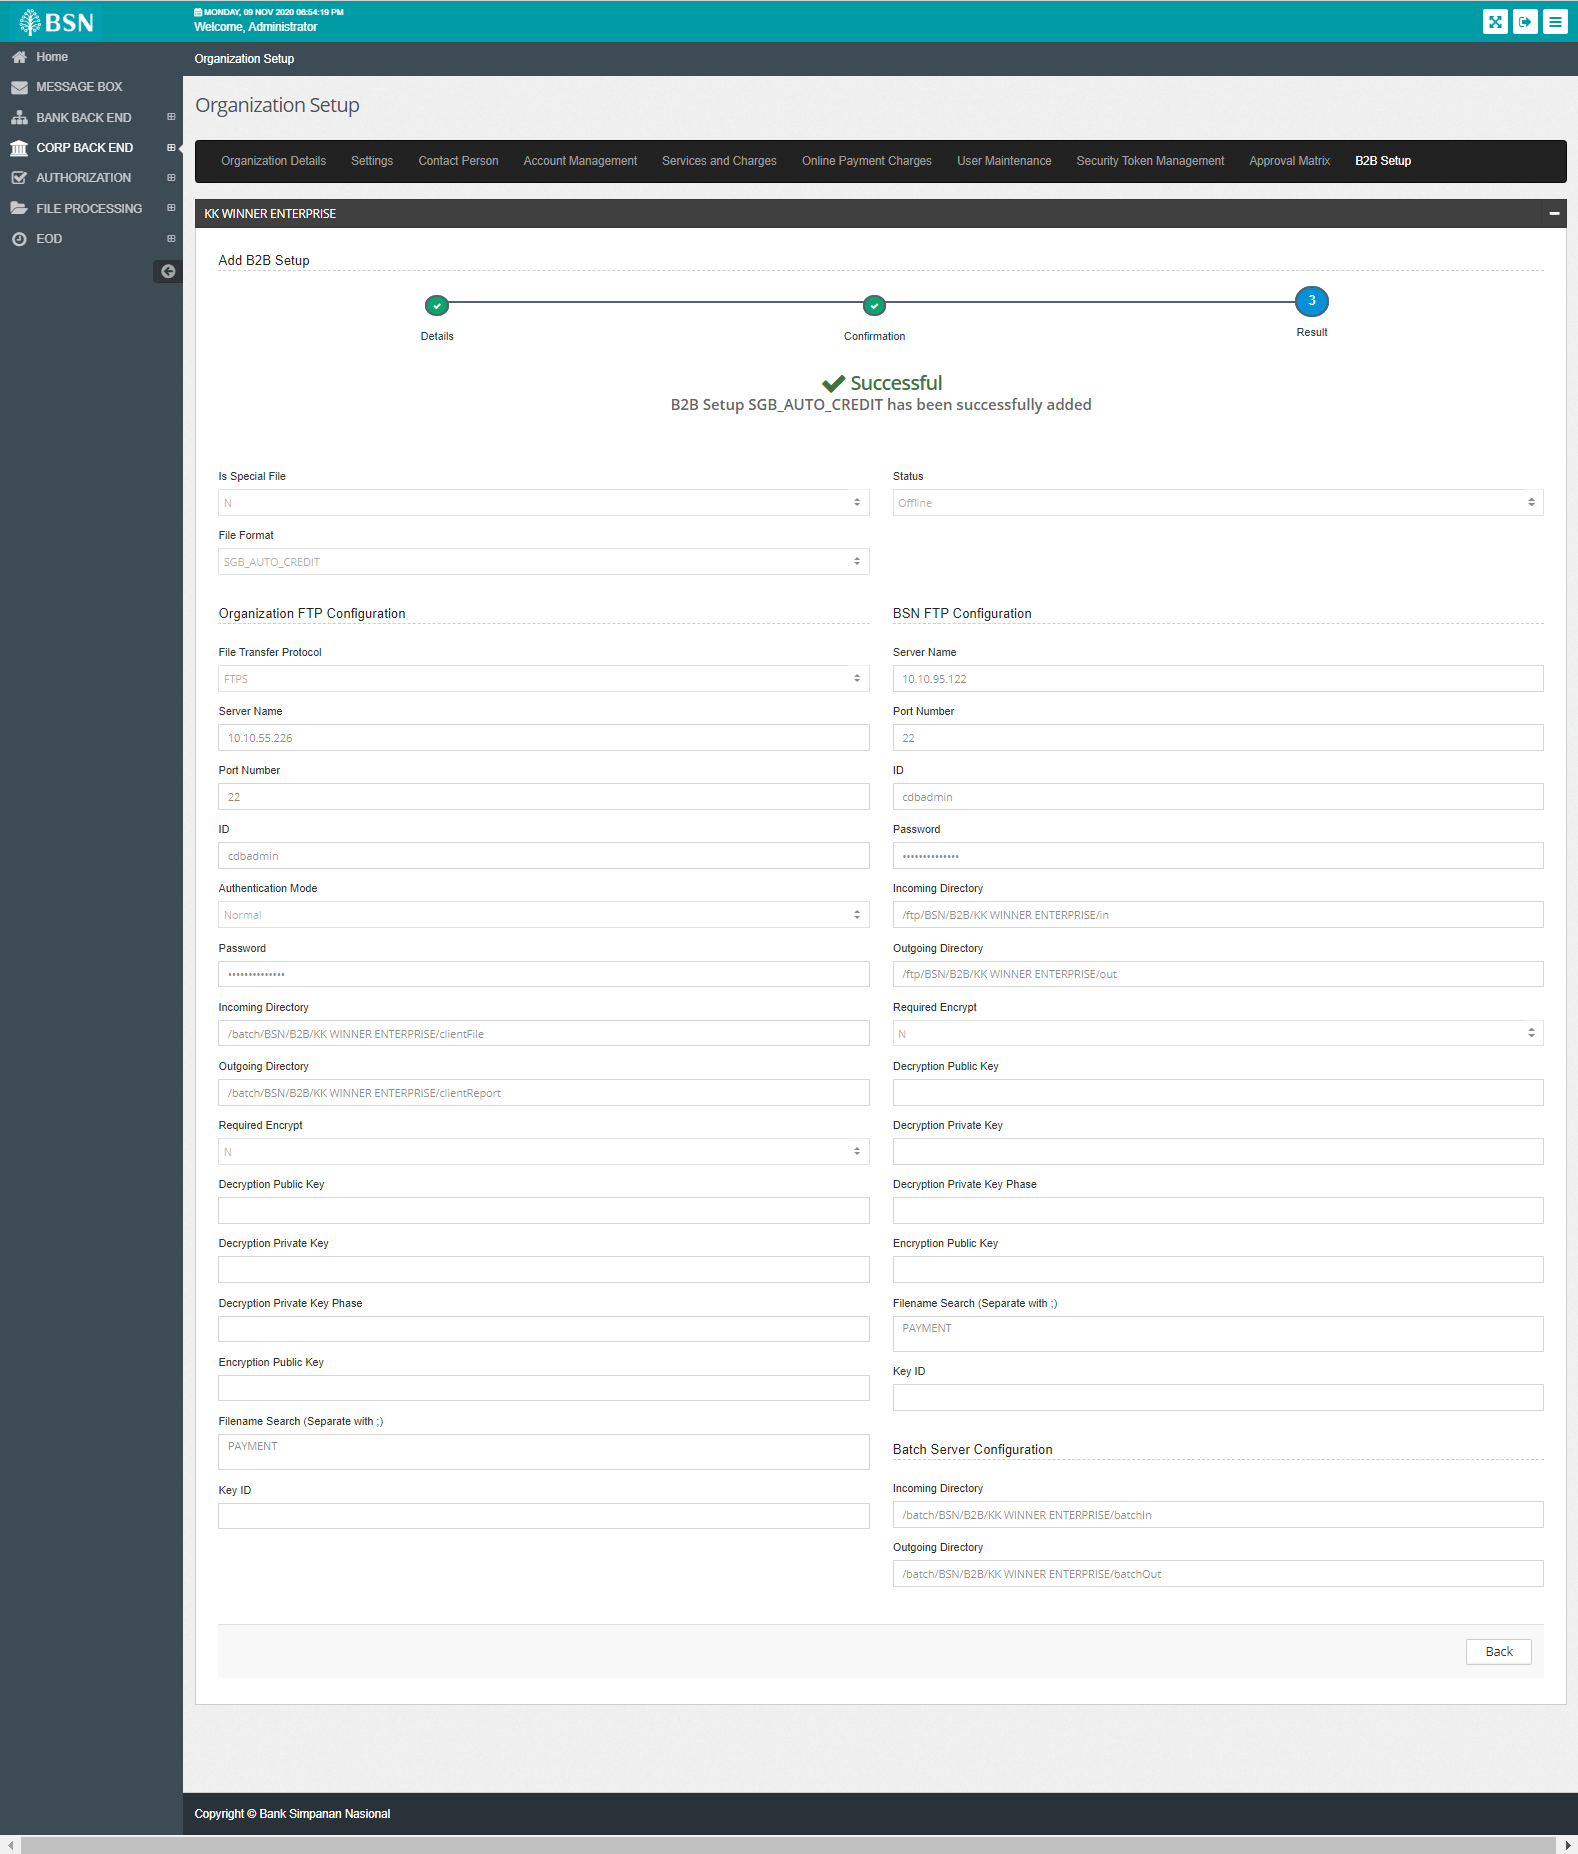 BSN
MONDAY, 09 NOV 2020 06:54:19 PM
Welcome, Administrator
Home
MESSAGE BOX
BANK BACK END
CORP BACK END
AUTHORIZATION
FILE PROCESSING
EOD
Organization Setup
Organization Setup
Organization Details Settings Contact Person Account Management Services and Charges Online Payment Charges User Maintenance Security Token Management Approval Matrix B2B Setup
KK WINNER ENTERPRISE
Add B2B Setup
3
Details Confirmation Result
Successful
B2B Setup SGB_AUTO_CREDIT has been successfully added
Is Special File
N
Status
Offline
File Format
SGB_AUTO_CREDIT
Organization FTP Configuration
File Transfer Protocol
FTPS
Server Name
10.10.55.226
Port Number
22
ID
cdbadmin
Authentication Mode
Normal
Password
••••••••••••••
Incoming Directory
/batch/BSN/B2B/KK WINNER ENTERPRISE/clientFile
Outgoing Directory
/batch/BSN/B2B/KK WINNER ENTERPRISE/clientReport
Required Encrypt
N
Decryption Public Key
Decryption Private Key
Decryption Private Key Phase
Encryption Public Key
Filename Search (Separate with ;)
PAYMENT
Key ID
BSN FTP Configuration
Server Name
10.10.95.122
Port Number
22
ID
cdbadmin
Password
••••••••••••••
Incoming Directory
/ftp/BSN/B2B/KK WINNER ENTERPRISE/in
Outgoing Directory
/ftp/BSN/B2B/KK WINNER ENTERPRISE/out
Required Encrypt
N
Decryption Public Key
Decryption Private Key
Decryption Private Key Phase
Encryption Public Key
Filename Search (Separate with ;)
PAYMENT
Key ID
Batch Server Configuration
Incoming Directory
/batch/BSN/B2B/KK WINNER ENTERPRISE/batchIn
Outgoing Directory
/batch/BSN/B2B/KK WINNER ENTERPRISE/batchOut
Back
Copyright © Bank Simpanan Nasional